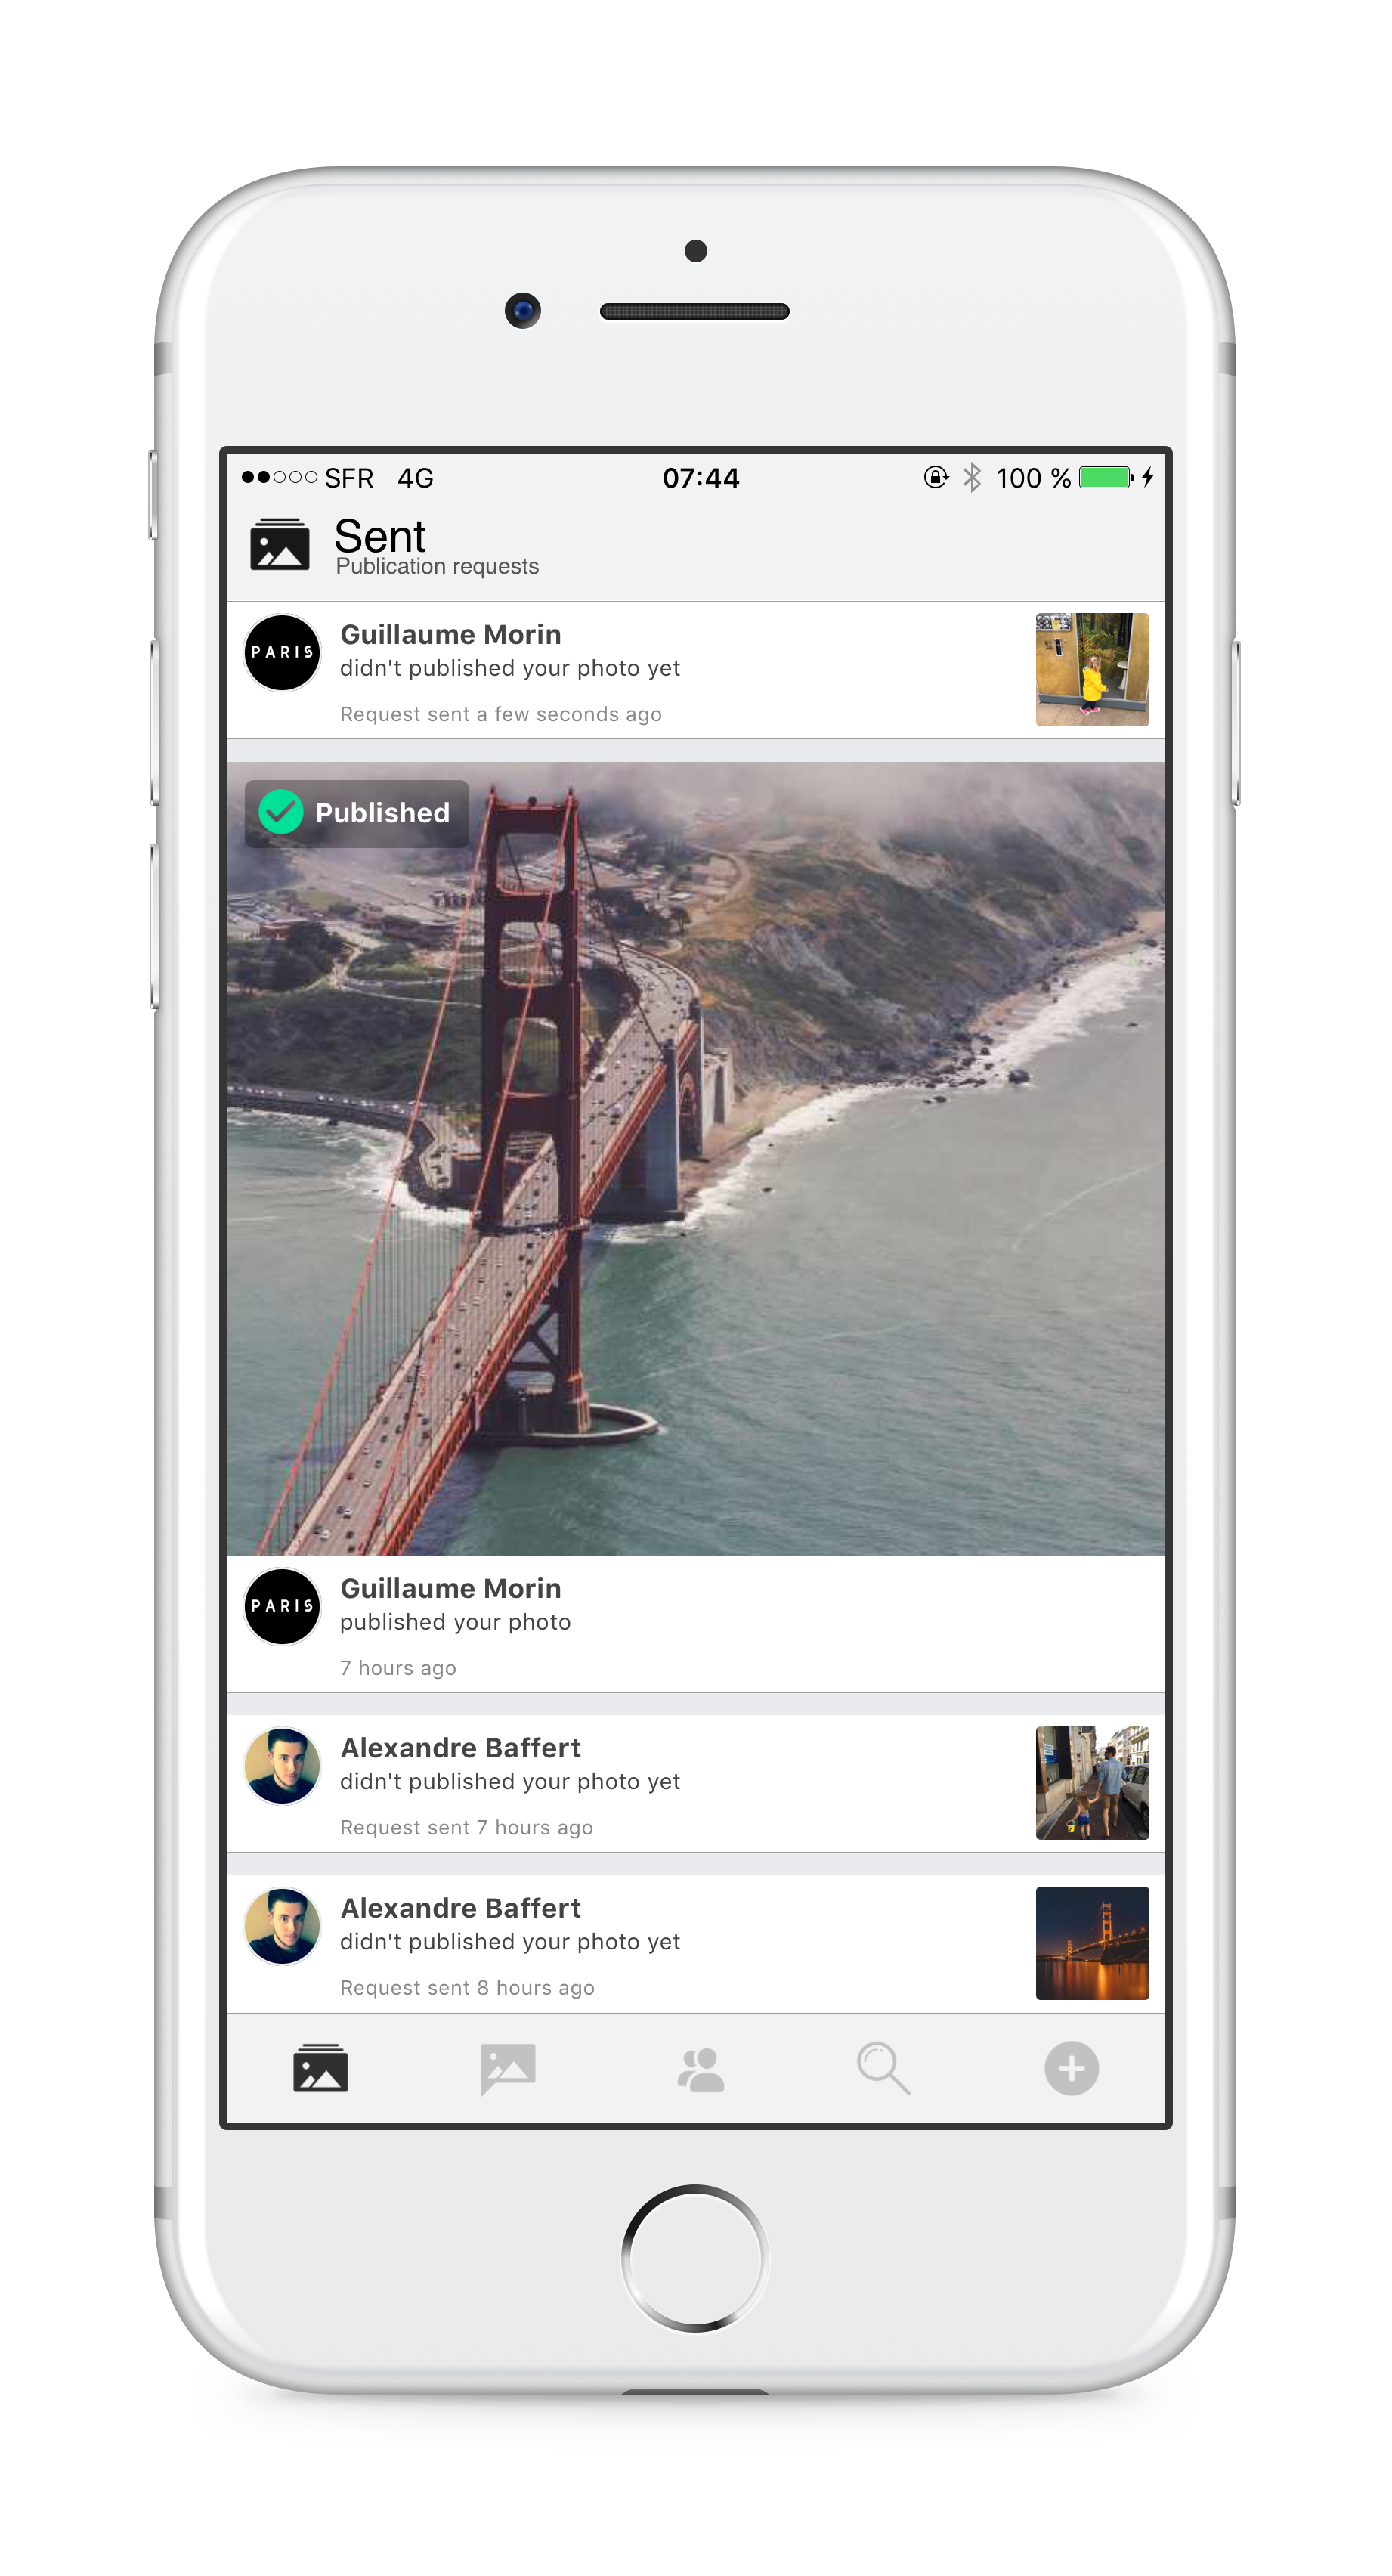 SFR 4G 07:44 100 %
Sent
Publication requests
PARIS
Guillaume Morin
didn't published your photo yet
Request sent a few seconds ago
Published
PARIS
Guillaume Morin
published your photo
7 hours ago
Alexandre Baffert
didn't published your photo yet
Request sent 7 hours ago
Alexandre Baffert
didn't published your photo yet
Request sent 8 hours ago